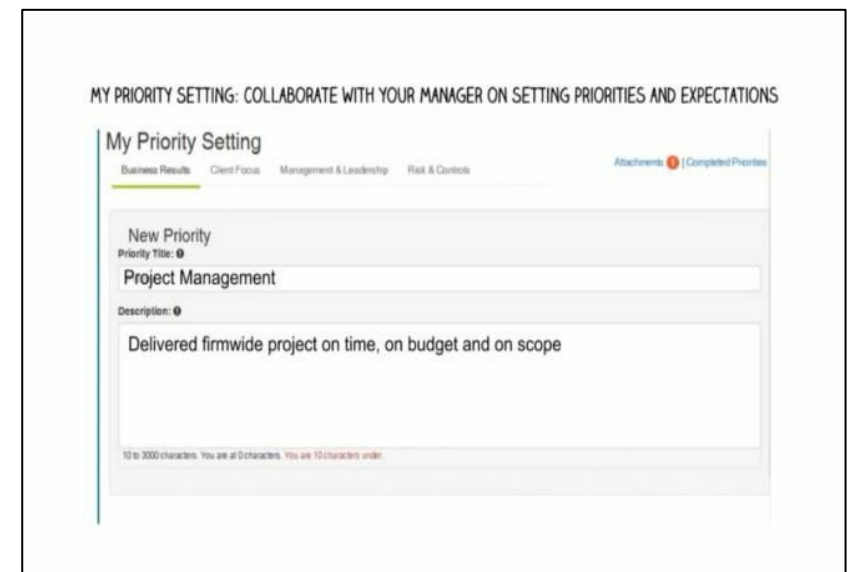 MY PRIORITY SETTING: COLLABORATE WITH YOUR MANAGER ON SETTING PRIORITIES AND EXPECTATIONS
My Priority Setting
Business Results Client Focus Management & Leadership Risk & Controls Attachments 1 | Completed Priorities
New Priority
Priority Title:
Project Management
Description:
Delivered firmwide project on time, on budget and on scope
10 to 3000 characters. You are at 0 characters. You are 10 characters under.